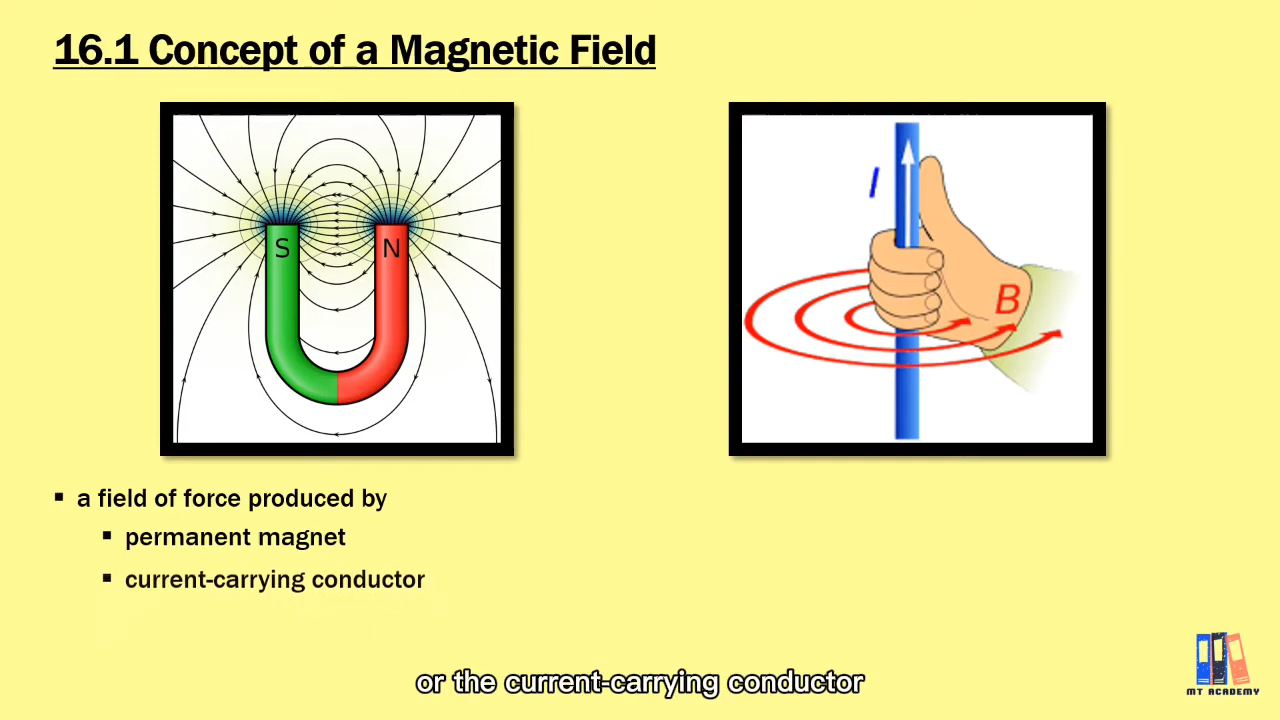 16.1 Concept of a Magnetic Field
S N
I
B
▪ a field of force produced by
▪ permanent magnet
▪ current-carrying conductor
or the current-carrying conductor
MT ACADEMY